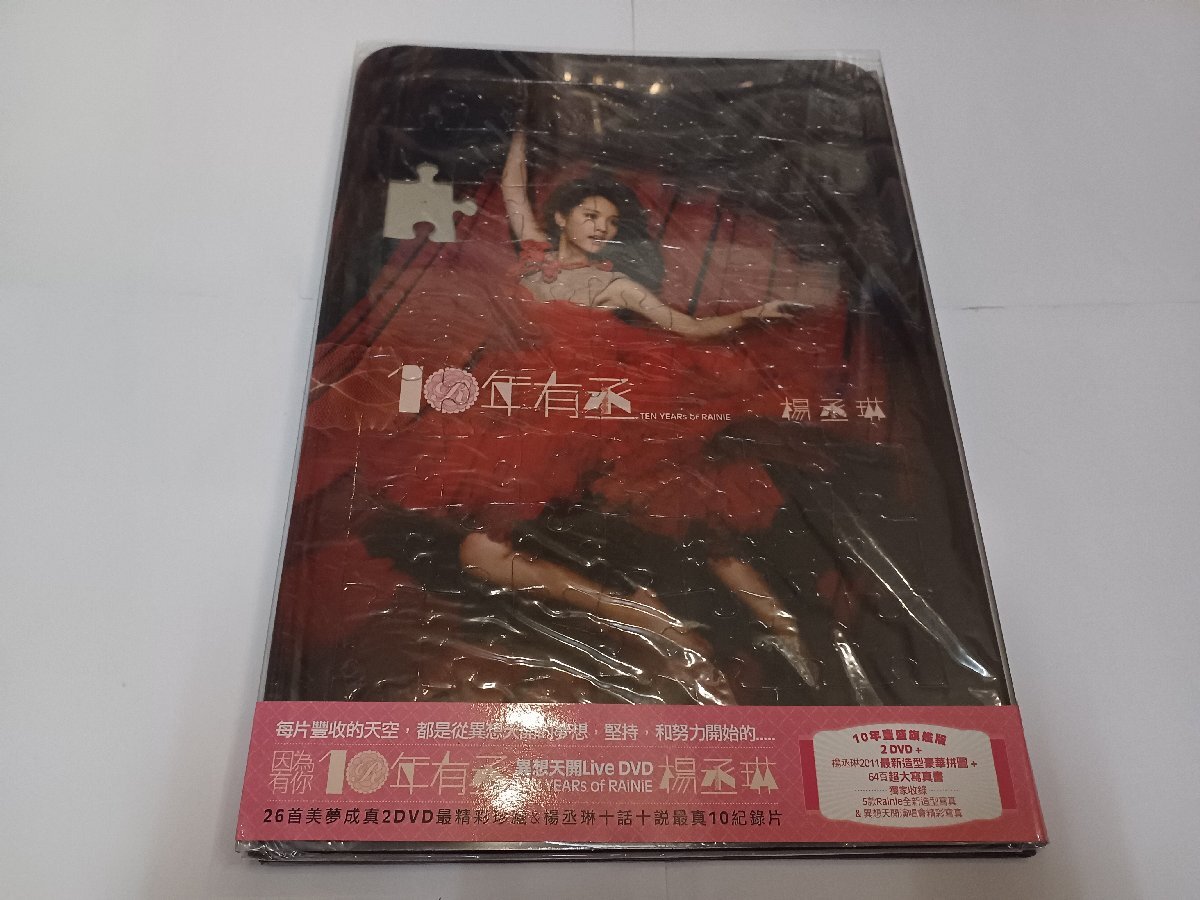 10年有丞
TEN YEARs of RAiNiE
楊丞琳
每片豐收的天空，都是從異想天開的夢想，堅持，和努力開始的.....
因為有你
10年有丞
異想天開Live DVD
YEARS of RAiNiE
楊丞琳
26首美夢成真2DVD最精彩珍藏&楊丞琳十話十說最真10紀錄片
10年豐盛旗艦版
2 DVD +
楊丞琳2011最新造型豪華拼圖 +
64頁超大寫真書
獨家收錄
5款Rainie全新造型寫真
& 異想天開演唱會精彩寫真